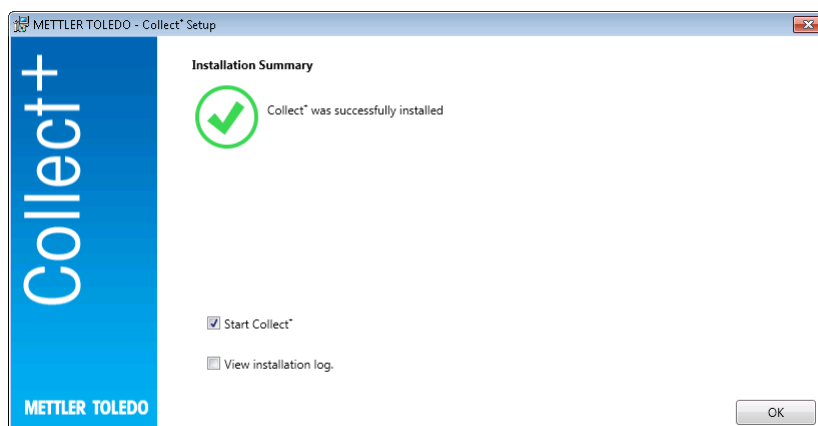 METTLER TOLEDO - Collect⁺ Setup
Collect+
Installation Summary
Collect⁺ was successfully installed
Start Collect⁺
View installation log.
METTLER TOLEDO
OK